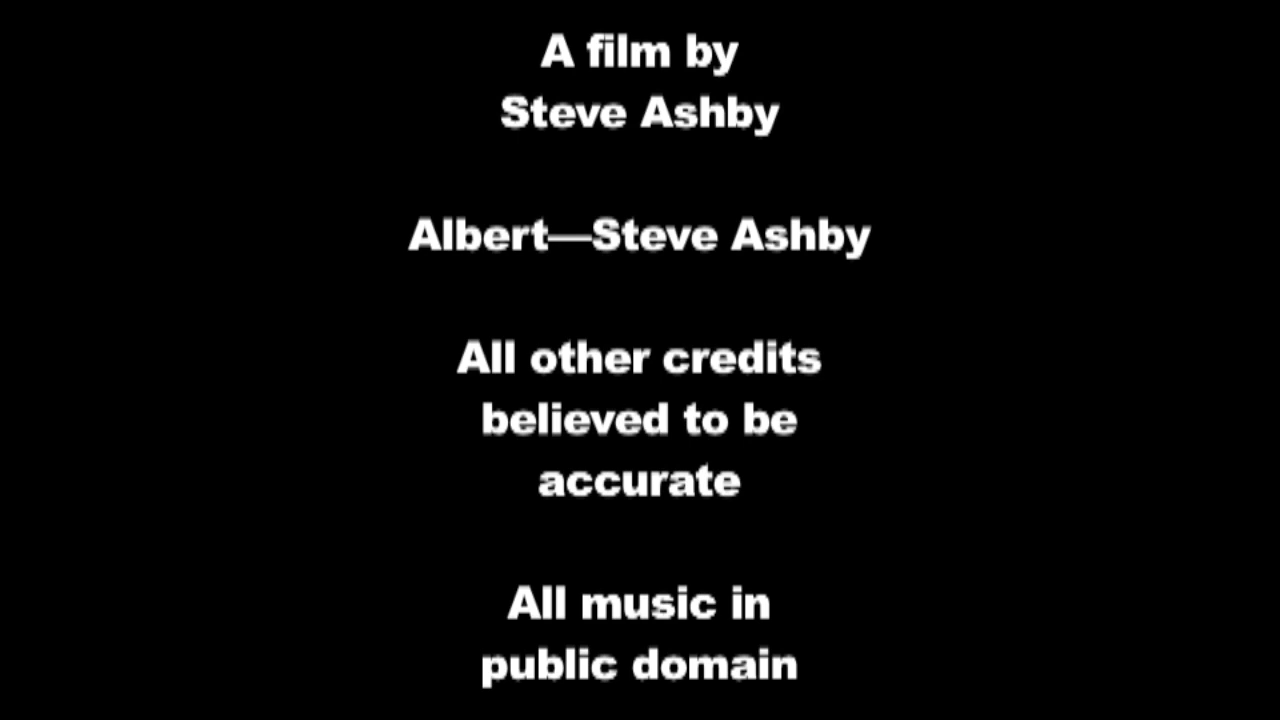 A film by
Steve Ashby
Albert—Steve Ashby
All other credits
believed to be
accurate
All music in
public domain